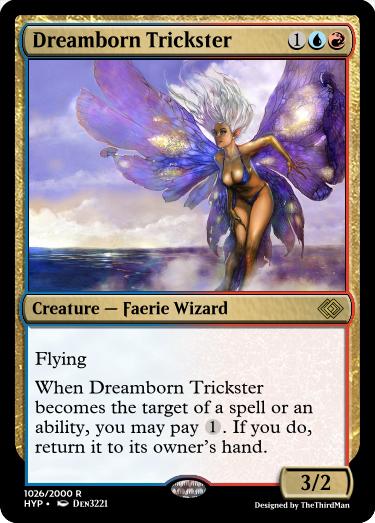 Dreamborn Trickster 1
Creature — Faerie Wizard
Flying
When Dreamborn Trickster
becomes the target of a spell or an
ability, you may pay 1. If you do,
return it to its owner's hand.
3/2
1026/2000 R
HYP • Den3221
Designed by TheThirdMan